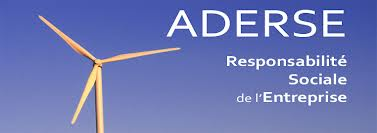 ADERSE
Responsabilité
Sociale
de l'Entreprise